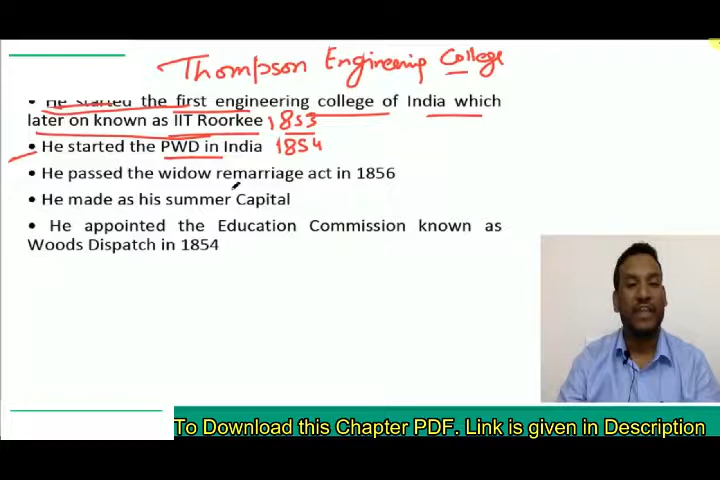 Thompson Engineering College
• He started the first engineering college of India which
later on known as IIT Roorkee 1853
• He started the PWD in India 1854
• He passed the widow remarriage act in 1856
• He made as his summer Capital
• He appointed the Education Commission known as
Woods Dispatch in 1854
To Download this Chapter PDF. Link is given in Description